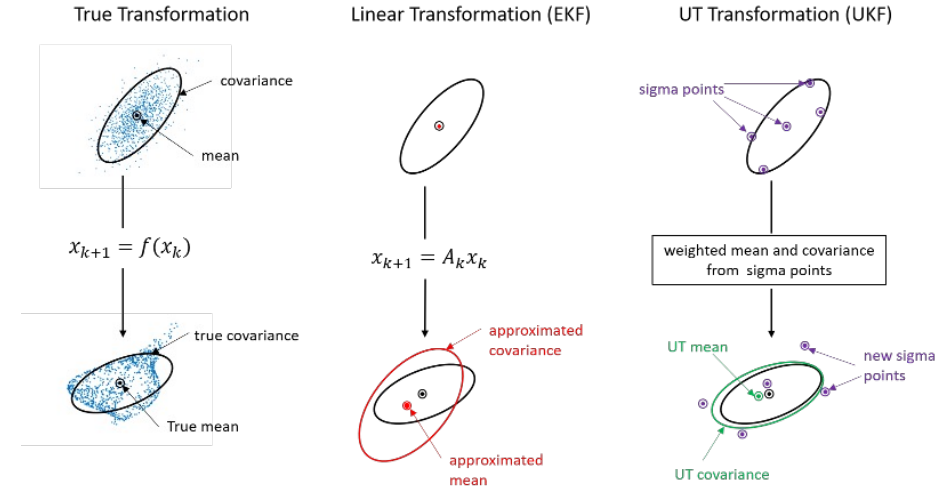 True Transformation
Linear Transformation (EKF)
UT Transformation (UKF)
covariance
mean
sigma points
x_{k+1} = f(x_k)
x_{k+1} = A_k x_k
weighted mean and covariance
from sigma points
true covariance
True mean
approximated
covariance
approximated
mean
UT mean
new sigma
points
UT covariance